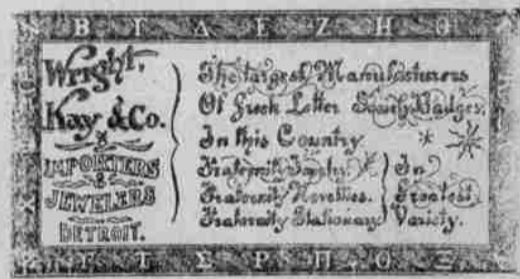 Β Γ Δ Ε Ζ Η Θ
Wright,
Kay & Co.
IMPORTERS
&
JEWELERS
DETROIT.
The Largest Manufacturers
Of Greek Letter Society Badges,
In this Country.
Fraternity Jewelry.
Fraternity Novelties.
Fraternity Stationary
In
Greatest
Variety.
Υ Τ Σ Ρ Π Ο Ξ